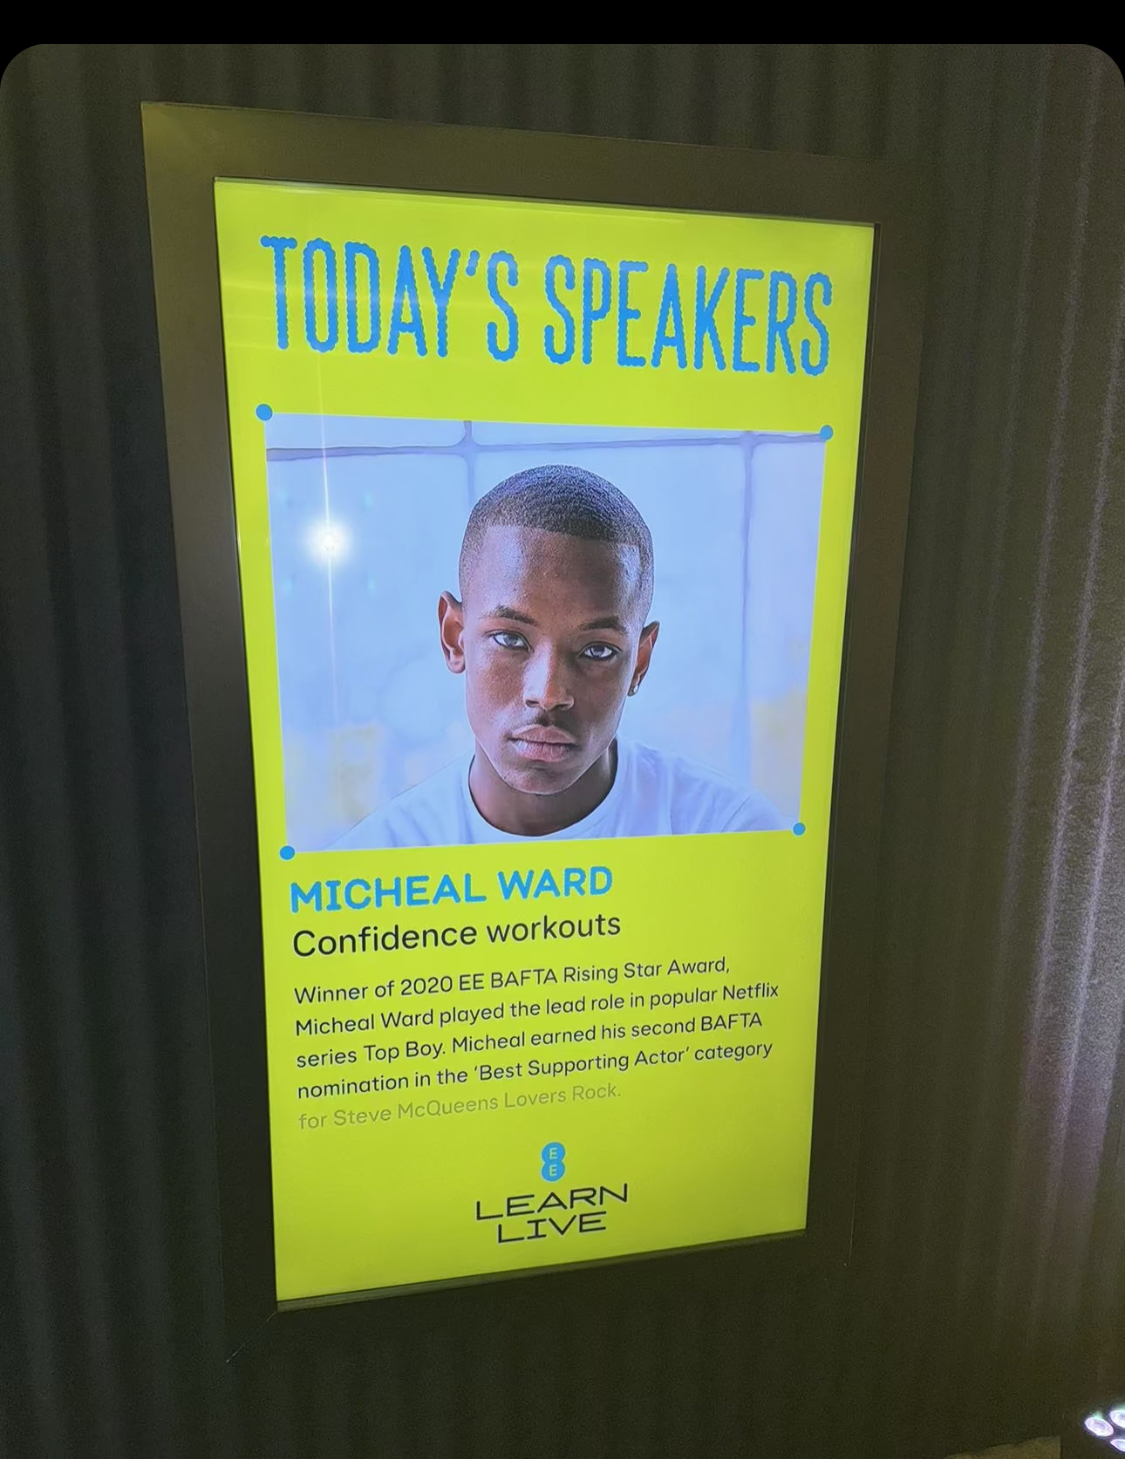 TODAY'S SPEAKERS
MICHEAL WARD
Confidence workouts
Winner of 2020 EE BAFTA Rising Star Award,
Micheal Ward played the lead role in popular Netflix
series Top Boy. Micheal earned his second BAFTA
nomination in the 'Best Supporting Actor' category
for Steve McQueens Lovers Rock.
E
E
LEARN
LIVE